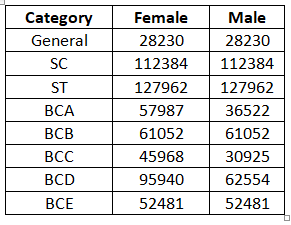 Category Female Male
General 28230 28230
SC 112384 112384
ST 127962 127962
BCA 57987 36522
BCB 61052 61052
BCC 45968 30925
BCD 95940 62554
BCE 52481 52481